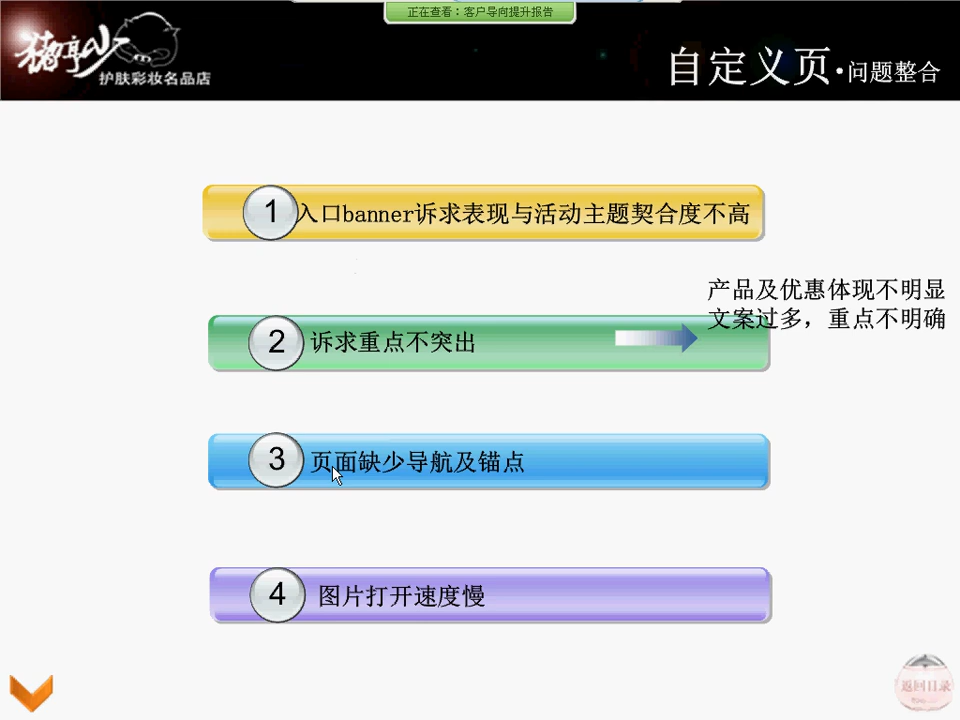 正在查看：客户导向提升报告
护肤彩妆名品店
自定义页·问题整合
1 入口banner诉求表现与活动主题契合度不高
产品及优惠体现不明显
文案过多，重点不明确
2 诉求重点不突出
3 页面缺少导航及锚点
4 图片打开速度慢
返回目录